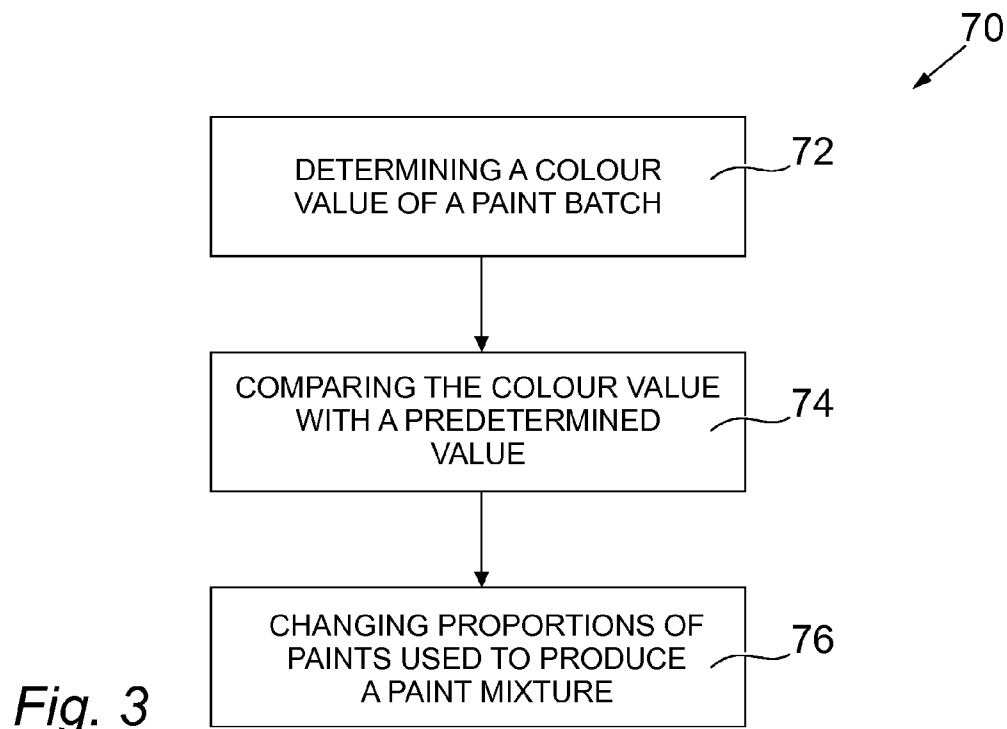 70
DETERMINING A COLOUR
VALUE OF A PAINT BATCH
72
COMPARING THE COLOUR VALUE
WITH A PREDETERMINED
VALUE
74
CHANGING PROPORTIONS OF
PAINTS USED TO PRODUCE
A PAINT MIXTURE
76
Fig. 3